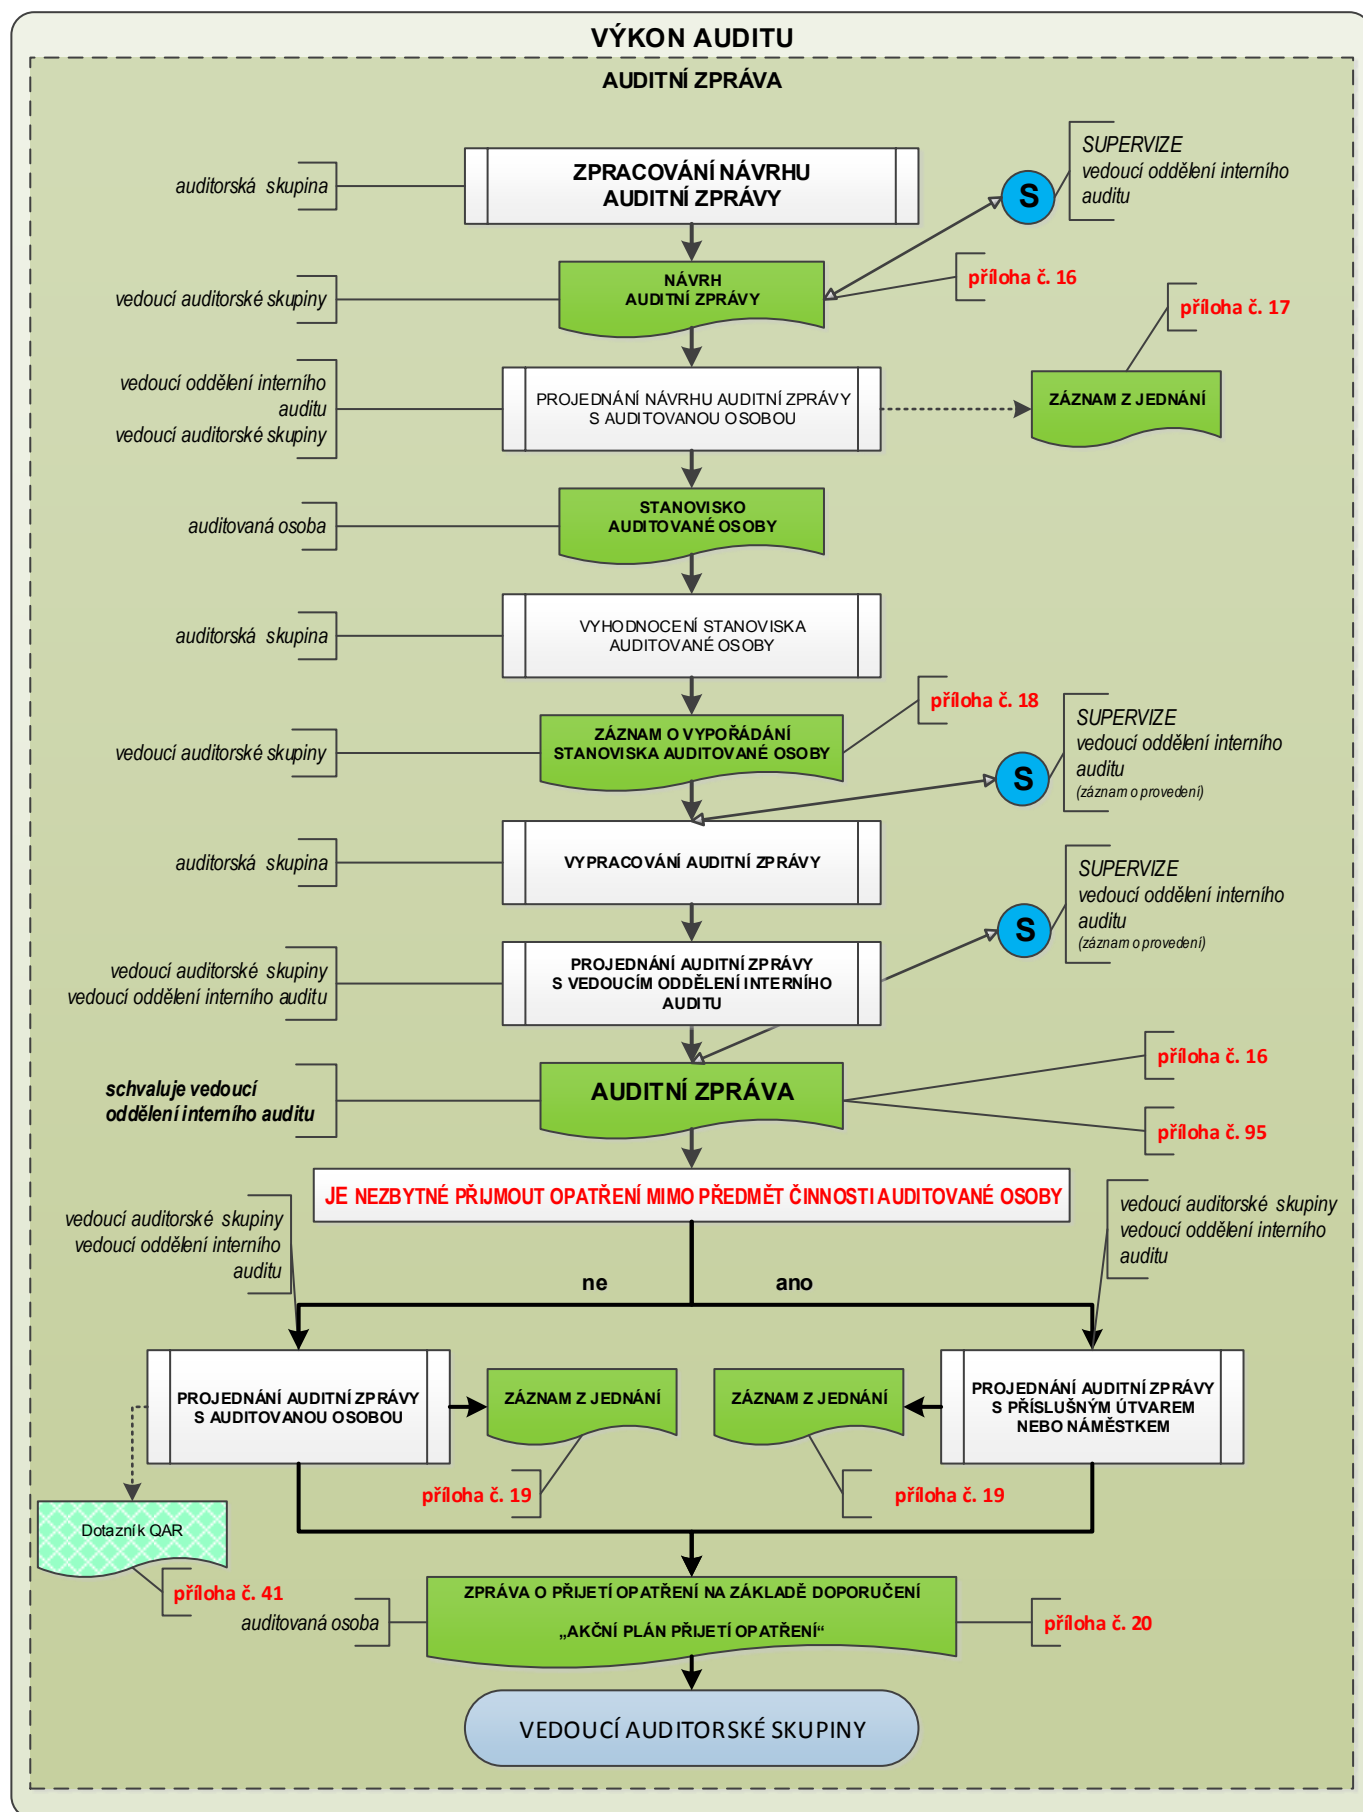 VÝKON AUDITU
AUDITNÍ ZPRÁVA
auditorská skupina
ZPRACOVÁNÍ NÁVRHU
AUDITNÍ ZPRÁVY
S
SUPERVIZE
vedoucí oddělení interního
auditu
vedoucí auditorské skupiny
NÁVRH
AUDITNÍ ZPRÁVY
příloha č. 16
příloha č. 17
vedoucí oddělení interního
auditu
vedoucí auditorské skupiny
PROJEDNÁNÍ NÁVRHU AUDITNÍ ZPRÁVY
S AUDITOVANOU OSOBOU
ZÁZNAM Z JEDNÁNÍ
auditovaná osoba
STANOVISKO
AUDITOVANÉ OSOBY
auditorská skupina
VYHODNOCENÍ STANOVISKA
AUDITOVANÉ OSOBY
příloha č. 18
vedoucí auditorské skupiny
ZÁZNAM O VYPOŘÁDÁNÍ
STANOVISKA AUDITOVANÉ OSOBY
S
SUPERVIZE
vedoucí oddělení interního
auditu
(záznam o provedení)
auditorská skupina
VYPRACOVÁNÍ AUDITNÍ ZPRÁVY
S
SUPERVIZE
vedoucí oddělení interního
auditu
(záznam o provedení)
vedoucí auditorské skupiny
vedoucí oddělení interního auditu
PROJEDNÁNÍ AUDITNÍ ZPRÁVY
S VEDOUCÍM ODDĚLENÍ INTERNÍHO
AUDITU
schvaluje vedoucí
oddělení interního auditu
AUDITNÍ ZPRÁVA
příloha č. 16
příloha č. 95
JE NEZBYTNÉ PŘIJMOUT OPATŘENÍ MIMO PŘEDMĚT ČINNOSTI AUDITOVANÉ OSOBY
vedoucí auditorské skupiny
vedoucí oddělení interního
auditu
vedoucí auditorské skupiny
vedoucí oddělení interního
auditu
ne
ano
PROJEDNÁNÍ AUDITNÍ ZPRÁVY
S AUDITOVANOU OSOBOU
ZÁZNAM Z JEDNÁNÍ
ZÁZNAM Z JEDNÁNÍ
PROJEDNÁNÍ AUDITNÍ ZPRÁVY
S PŘÍSLUŠNÝM ÚTVAREM
NEBO NÁMĚSTKEM
příloha č. 19
příloha č. 19
Dotazník QAR
příloha č. 41
auditovaná osoba
ZPRÁVA O PŘIJETÍ OPATŘENÍ NA ZÁKLADĚ DOPORUČENÍ
„AKČNÍ PLÁN PŘIJETÍ OPATŘENÍ“
příloha č. 20
VEDOUCÍ AUDITORSKÉ SKUPINY